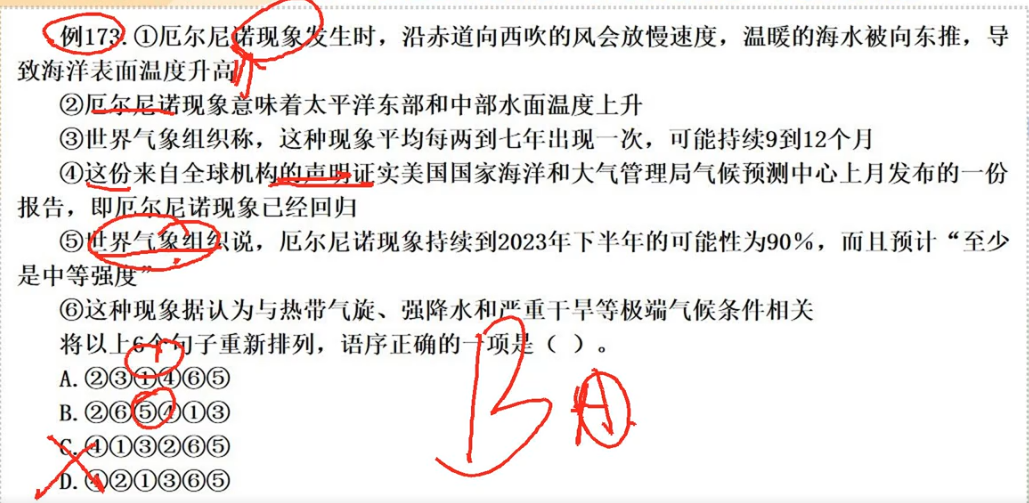 例173.①厄尔尼诺现象发生时，沿赤道向西吹的风会放慢速度，温暖的海水被向东推，导
致海洋表面温度升高
②厄尔尼诺现象意味着太平洋东部和中部水面温度上升
③世界气象组织称，这种现象平均每两到七年出现一次，可能持续9到12个月
④这份来自全球机构的声明证实美国国家海洋和大气管理局气候预测中心上月发布的一份
报告，即厄尔尼诺现象已经回归
⑤世界气象组织说，厄尔尼诺现象持续到2023年下半年的可能性为90%，而且预计“至少
是中等强度”
⑥这种现象据认为与热带气旋、强降水和严重干旱等极端气候条件相关
将以上6个句子重新排列，语序正确的一项是（ ）。
A.②③①④⑥⑤
B.②⑥⑤④①③
C.④①③②⑥⑤
D.④②①③⑥⑤
B